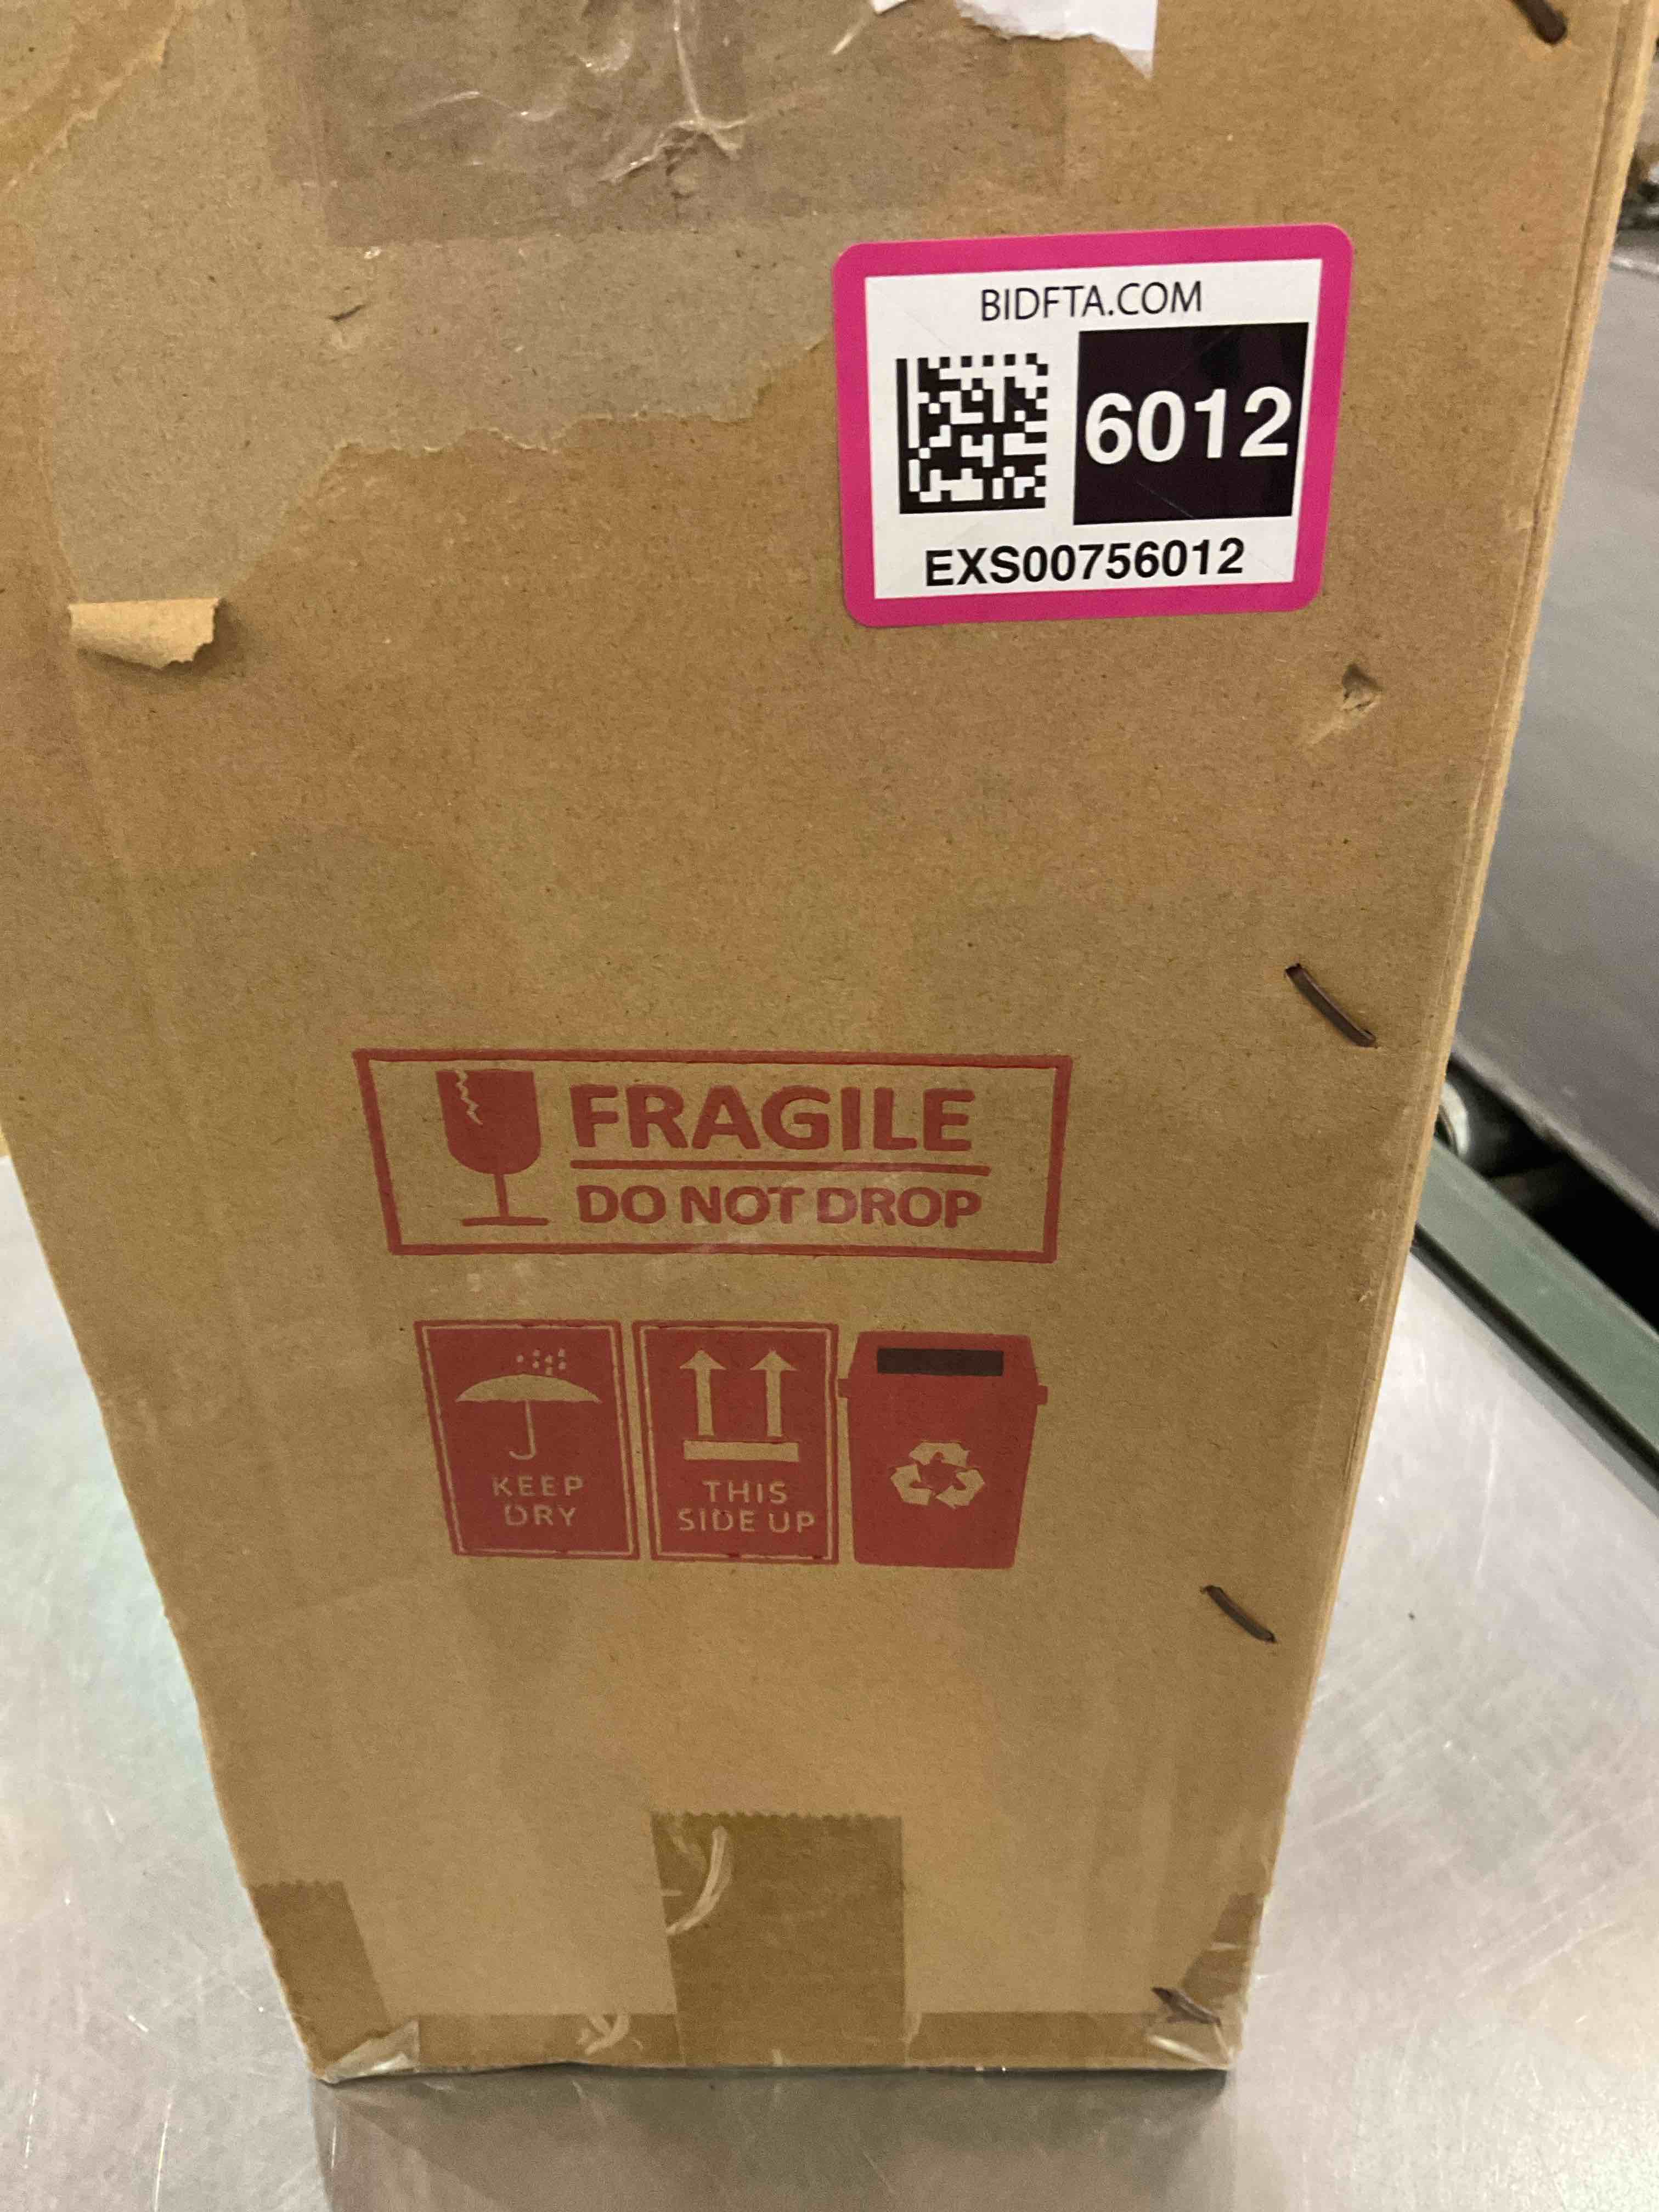 BIDFTA.COM
6012
EXS00756012
FRAGILE
DO NOT DROP
KEEP
DRY
THIS
SIDE UP